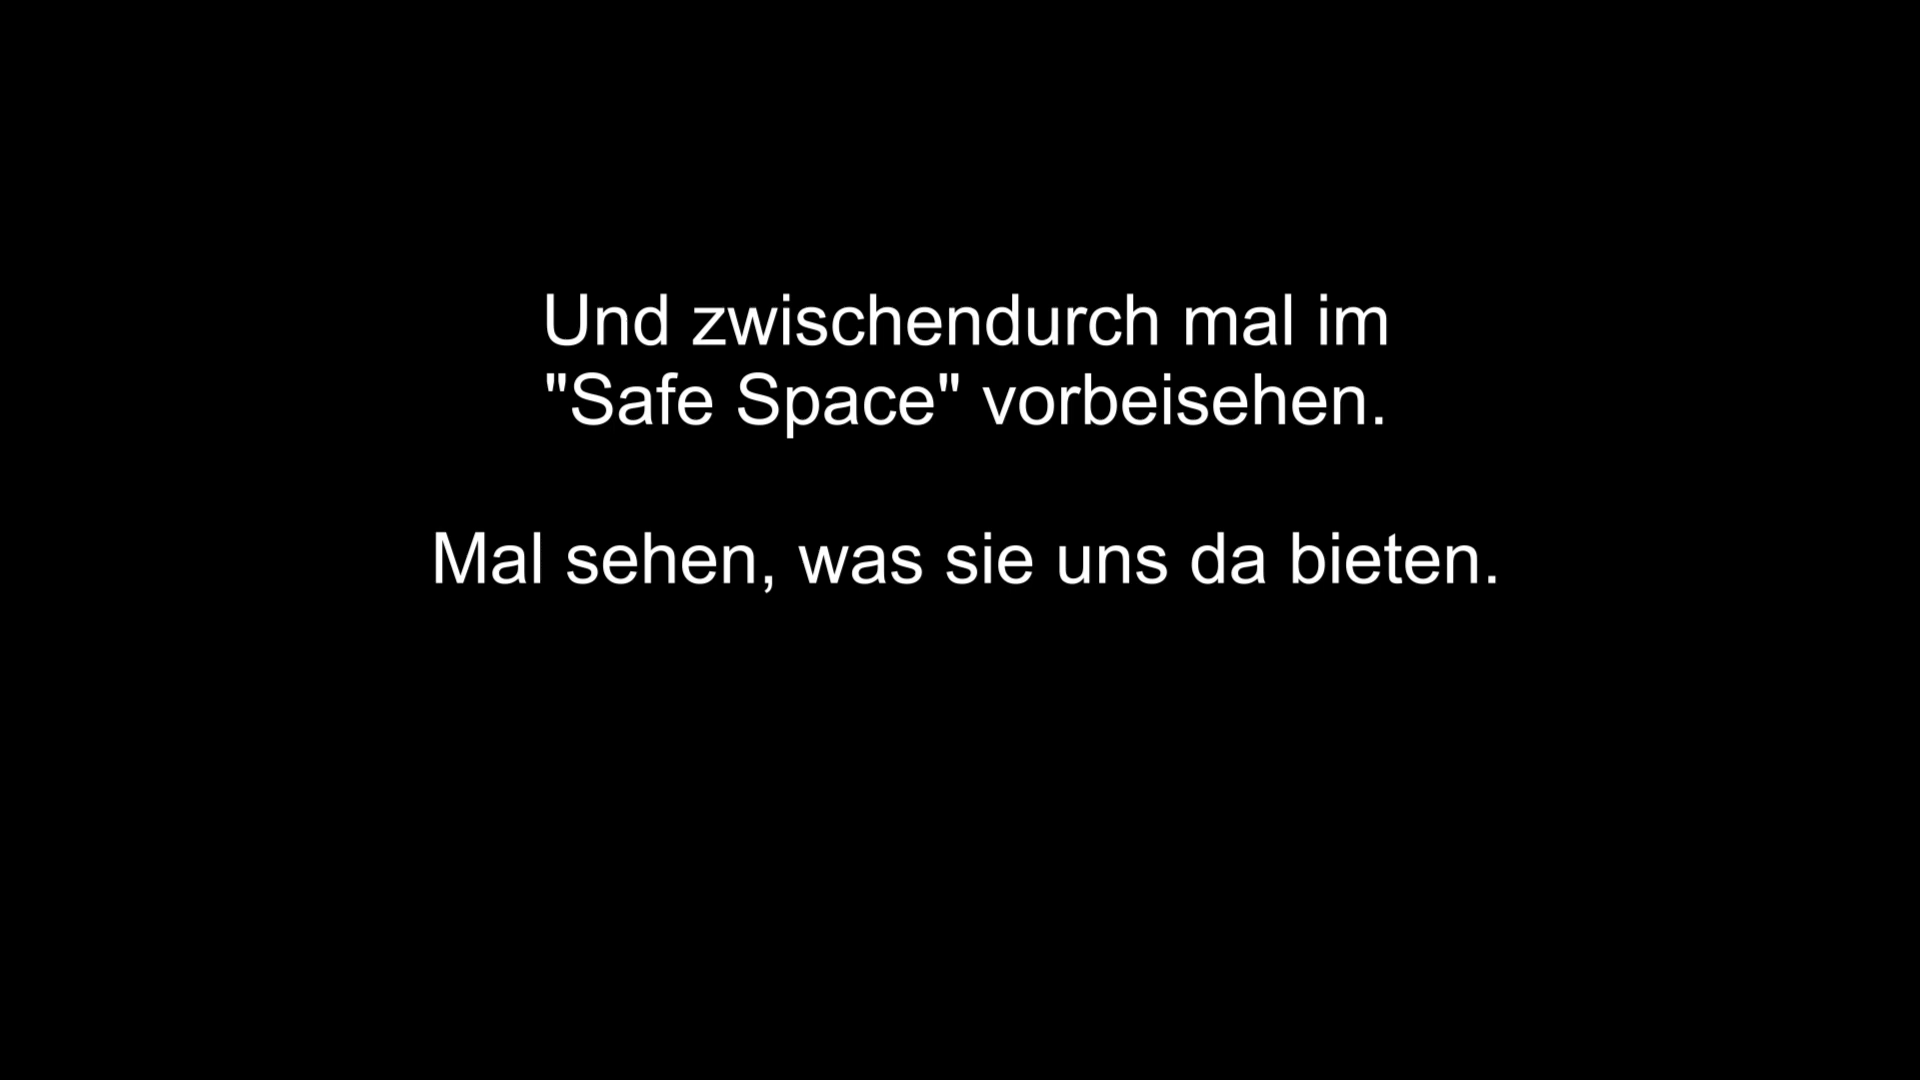 Und zwischendurch mal im
"Safe Space" vorbeisehen.
Mal sehen, was sie uns da bieten.